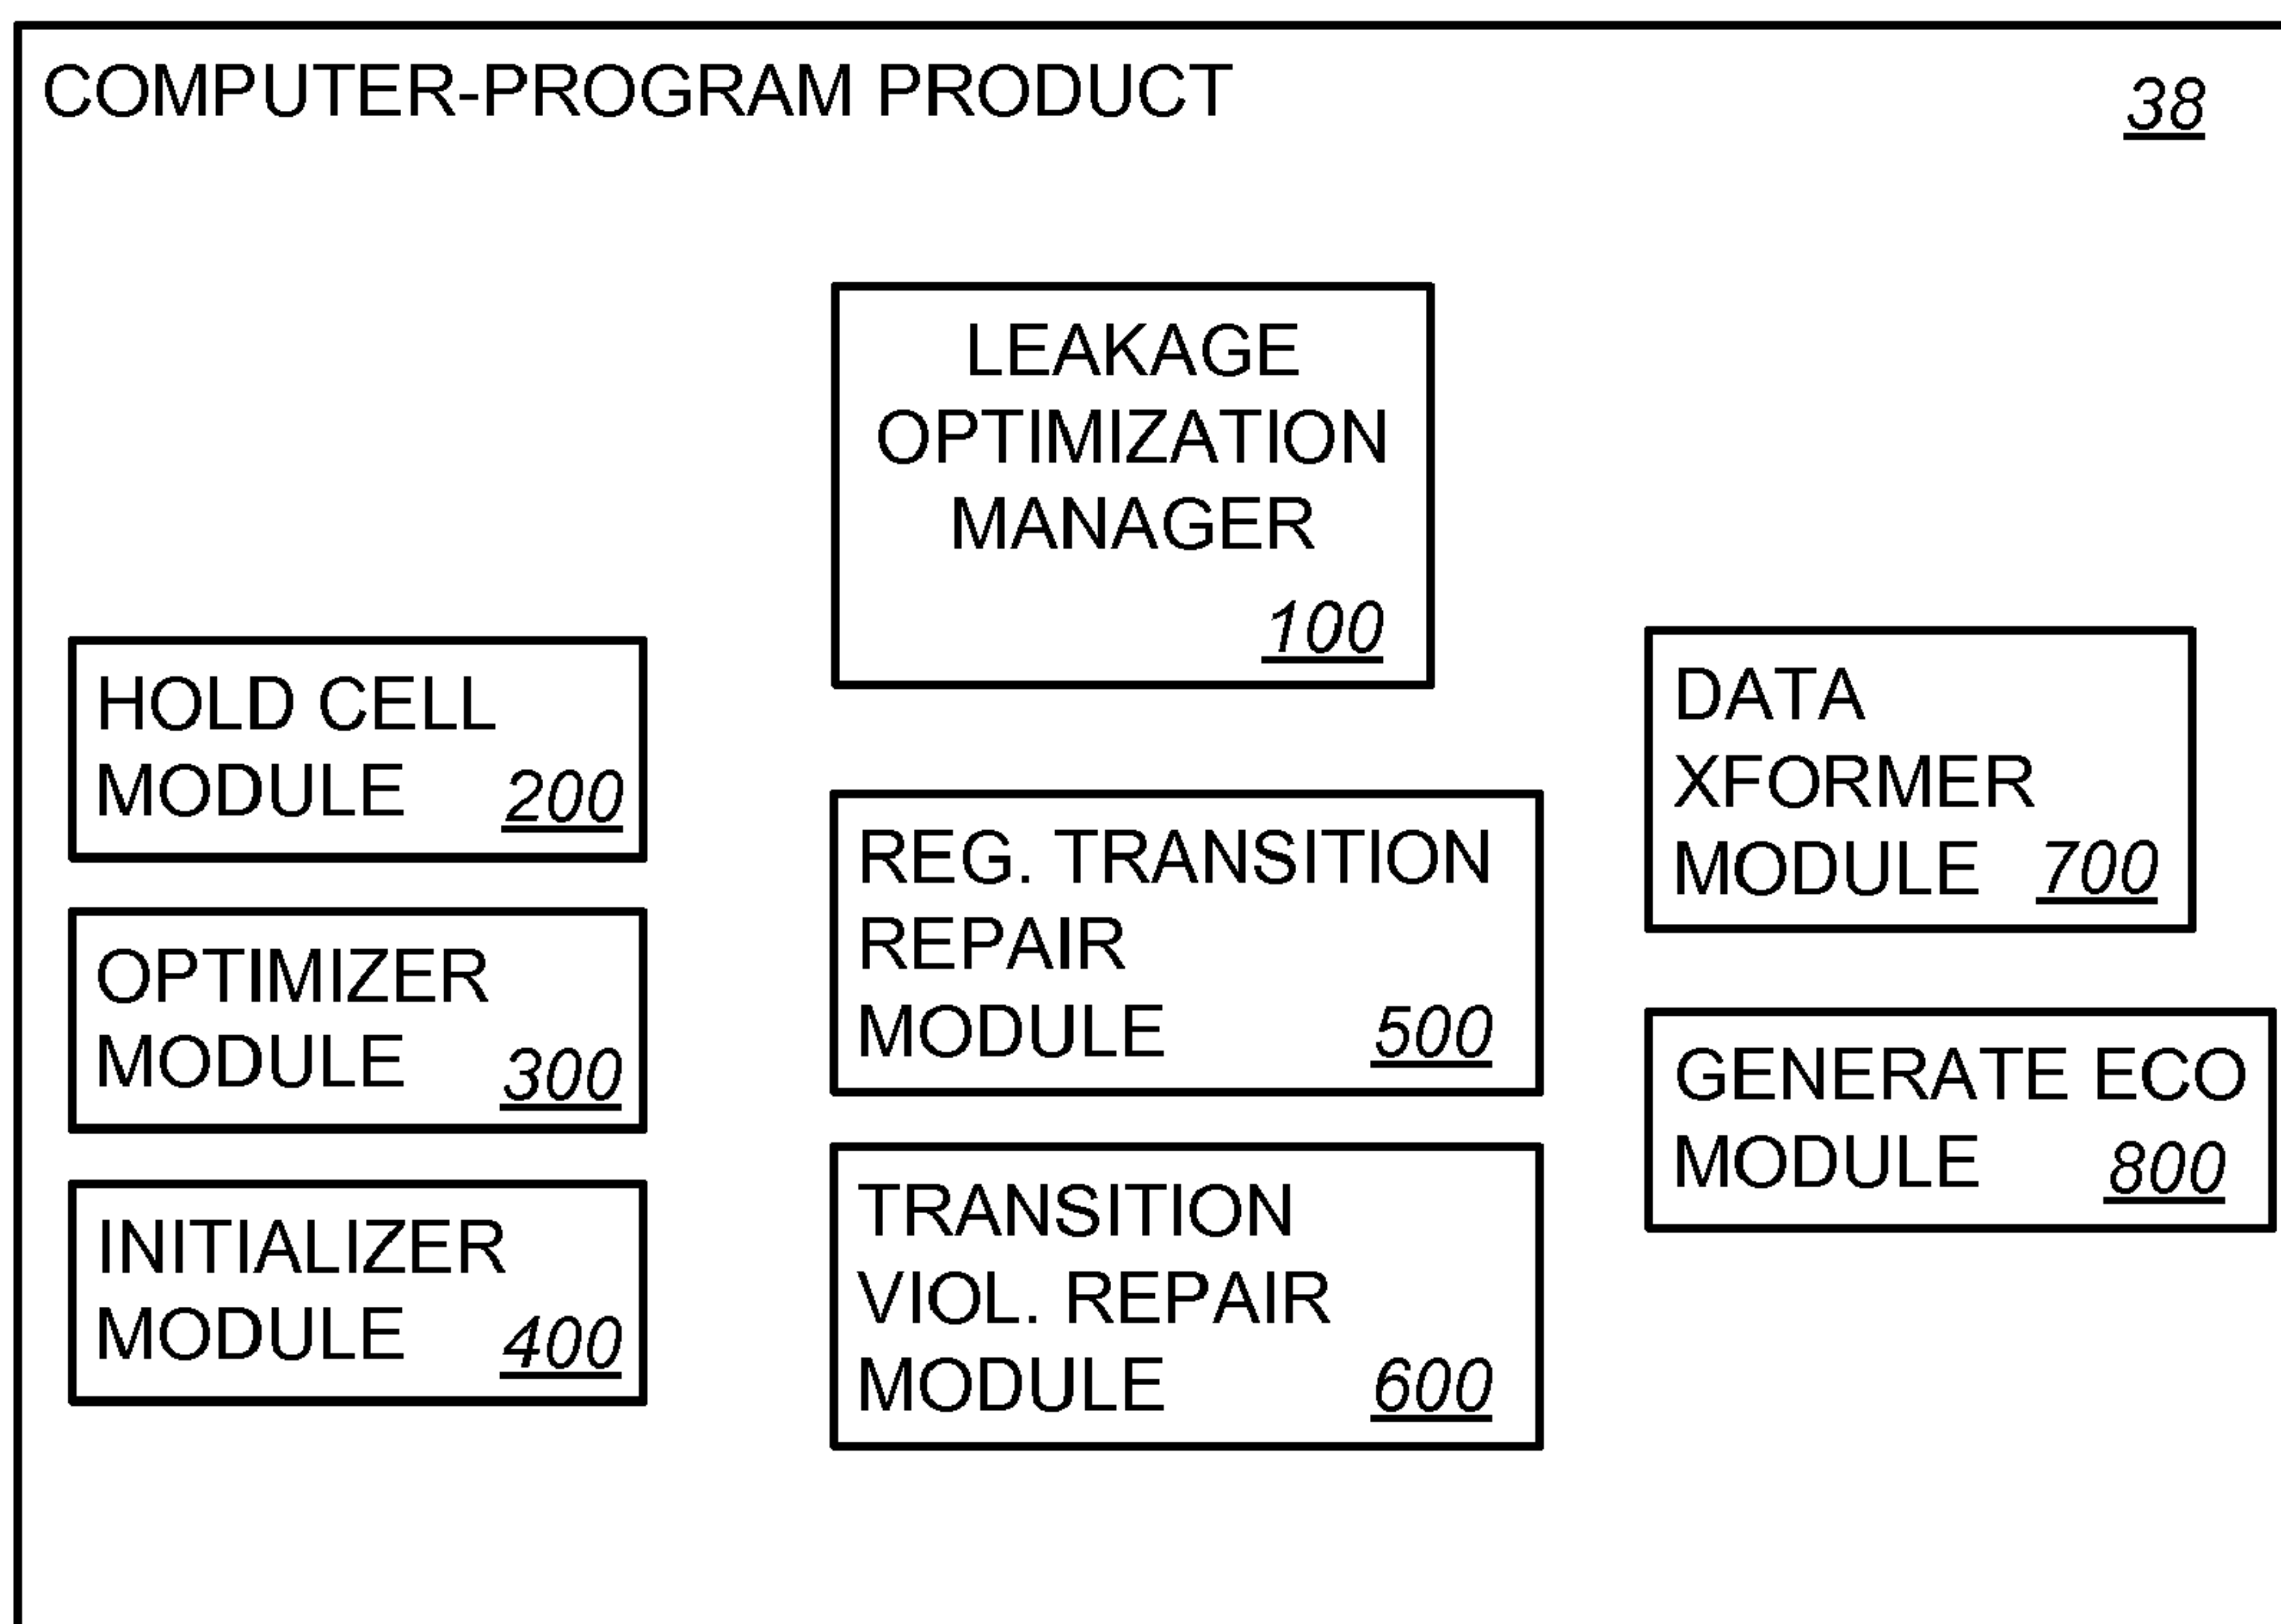 COMPUTER-PROGRAM PRODUCT 38
LEAKAGE
OPTIMIZATION
MANAGER
100
HOLD CELL
MODULE 200
OPTIMIZER
MODULE 300
INITIALIZER
MODULE 400
REG. TRANSITION
REPAIR
MODULE 500
TRANSITION
VIOL. REPAIR
MODULE 600
DATA
XFORMER
MODULE 700
GENERATE ECO
MODULE 800